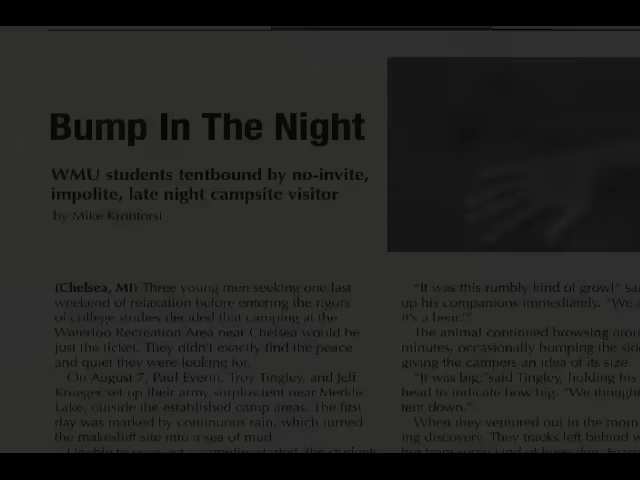 Bump In The Night
WMU students tentbound by no-invite,
impolite, late night campsite visitor
by Mike Kronforst
(Chelsea, MI) Three young men seeking one last
weekend of relaxation before entering the rigors
of college studies decided that camping at the
Waterloo Recreation Area near Chelsea would be
just the ticket. They didn't exactly find the peace
and quiet they were looking for.
On August 7, Paul Everin, Troy Tingley, and Jeff
Krueger set up their army surplus tent near Merkle
Lake, outside the established camp areas. The first
day was marked by continuous rain, which turned
the makeshift site into a sea of mud.
"It was this rumbly kind of growl" sai
up his companions immediately. "We
it's a bear.'"
The animal continued browsing arou
minutes, occasionally bumping the side
giving the campers an idea of its size.
"It was big," said Tingley, holding his
head to indicate how big. "We thought
tent down."
When they ventured out in the morn
ing discovery. They tracks left behind w